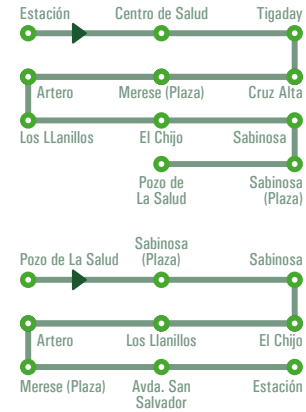 Estación Centro de Salud Tigaday
Artero Merese (Plaza) Cruz Alta
Los LLanillos El Chijo Sabinosa
Pozo de La Salud Sabinosa (Plaza)
Pozo De La Salud Sabinosa (Plaza) Sabinosa
Artero Los Llanillos El Chijo
Merese (Plaza) Avda. San Salvador Estación